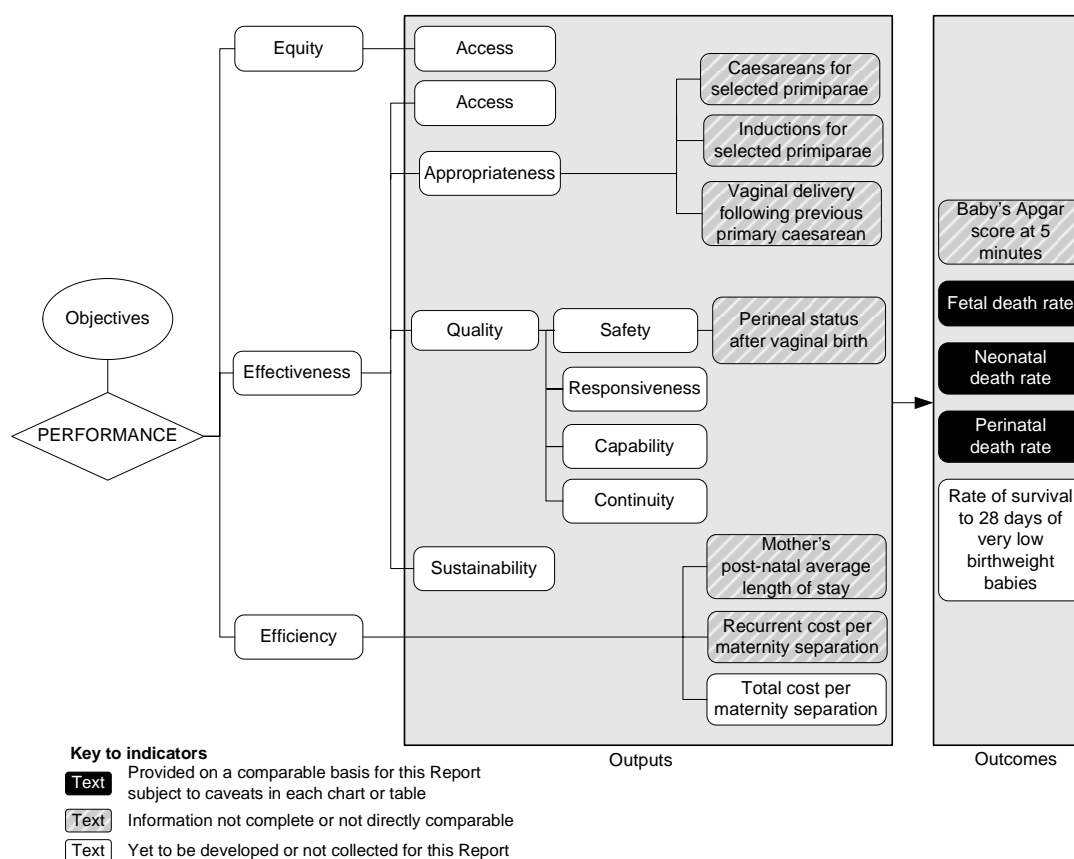 Equity
Access
Access
Caesareans for
selected primiparae
Inductions for
selected primiparae
Appropriateness
Vaginal delivery
following previous
primary caesarean
Baby's Apgar
score at 5
minutes
Objectives
Fetal death rate
Quality
Safety
Perineal status
after vaginal birth
Effectiveness
Neonatal
death rate
Responsiveness
PERFORMANCE
Capability
Perinatal
death rate
Continuity
Rate of survival
to 28 days of
very low
birthweight
babies
Sustainability
Mother's
post-natal average
length of stay
Efficiency
Recurrent cost per
maternity separation
Total cost per
maternity separation
Outputs
Outcomes
Key to indicators
Text Provided on a comparable basis for this Report
subject to caveats in each chart or table
Text Information not complete or not directly comparable
Text Yet to be developed or not collected for this Report